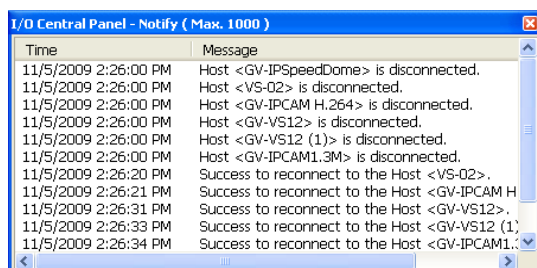 I/O Central Panel - Notify ( Max. 1000 )
Time Message
11/5/2009 2:26:00 PM Host <GV-IPSpeedDome> is disconnected.
11/5/2009 2:26:00 PM Host <VS-02> is disconnected.
11/5/2009 2:26:00 PM Host <GV-IPCAM H.264> is disconnected.
11/5/2009 2:26:00 PM Host <GV-VS12> is disconnected.
11/5/2009 2:26:00 PM Host <GV-VS12 (1)> is disconnected.
11/5/2009 2:26:00 PM Host <GV-IPCAM1.3M> is disconnected.
11/5/2009 2:26:20 PM Success to reconnect to the Host <VS-02>.
11/5/2009 2:26:21 PM Success to reconnect to the Host <GV-IPCAM H
11/5/2009 2:26:31 PM Success to reconnect to the Host <GV-VS12>.
11/5/2009 2:26:33 PM Success to reconnect to the Host <GV-VS12 (1)
11/5/2009 2:26:34 PM Success to reconnect to the Host <GV-IPCAM1.3